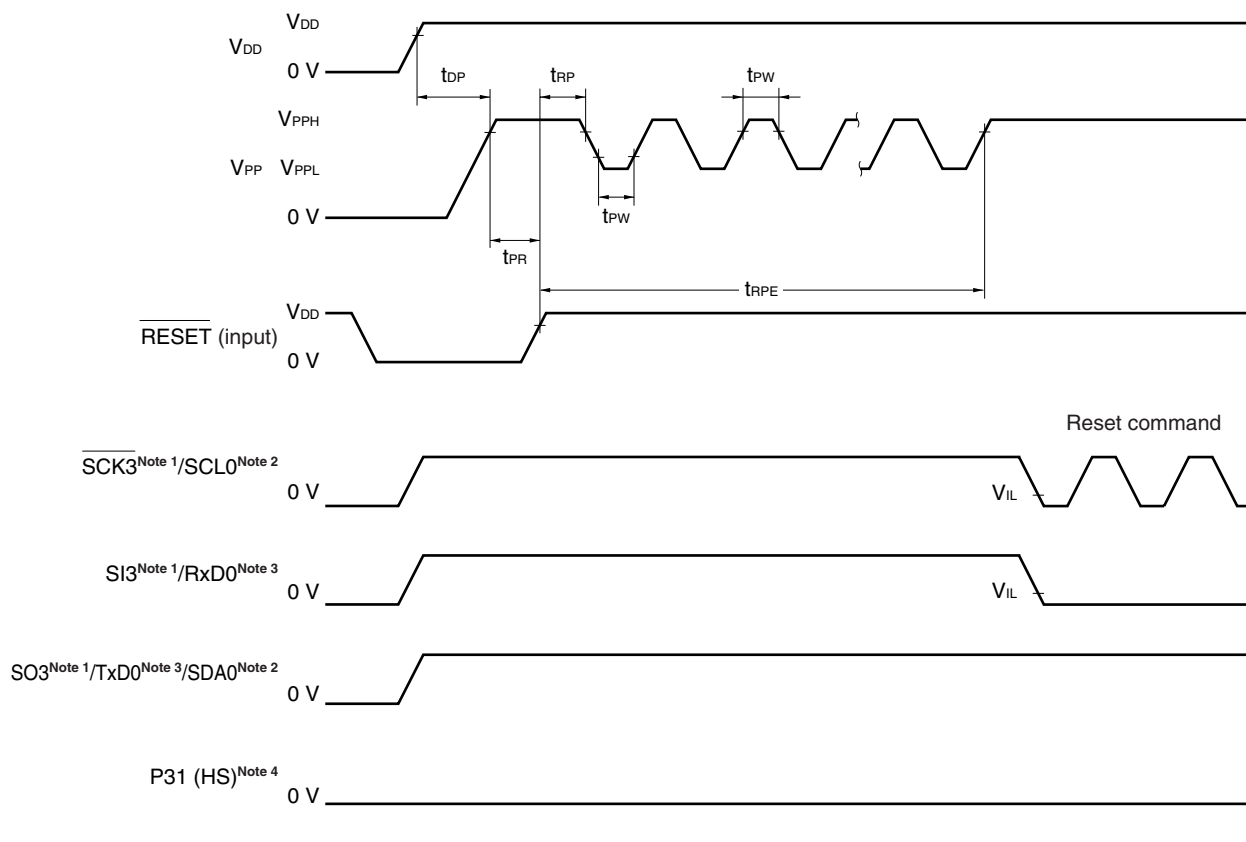 VDD
VDD
0 V
tDP
tRP
tPW
VPPH
VPP VPPL
0 V
tPW
tPR
tRPE
RESET (input)
VDD
0 V
Reset command
SCK3Note 1/SCL0Note 2
0 V
VIL
SI3Note 1/RxD0Note 3
0 V
VIL
SO3Note 1/TxD0Note 3/SDA0Note 2
0 V
P31 (HS)Note 4
0 V